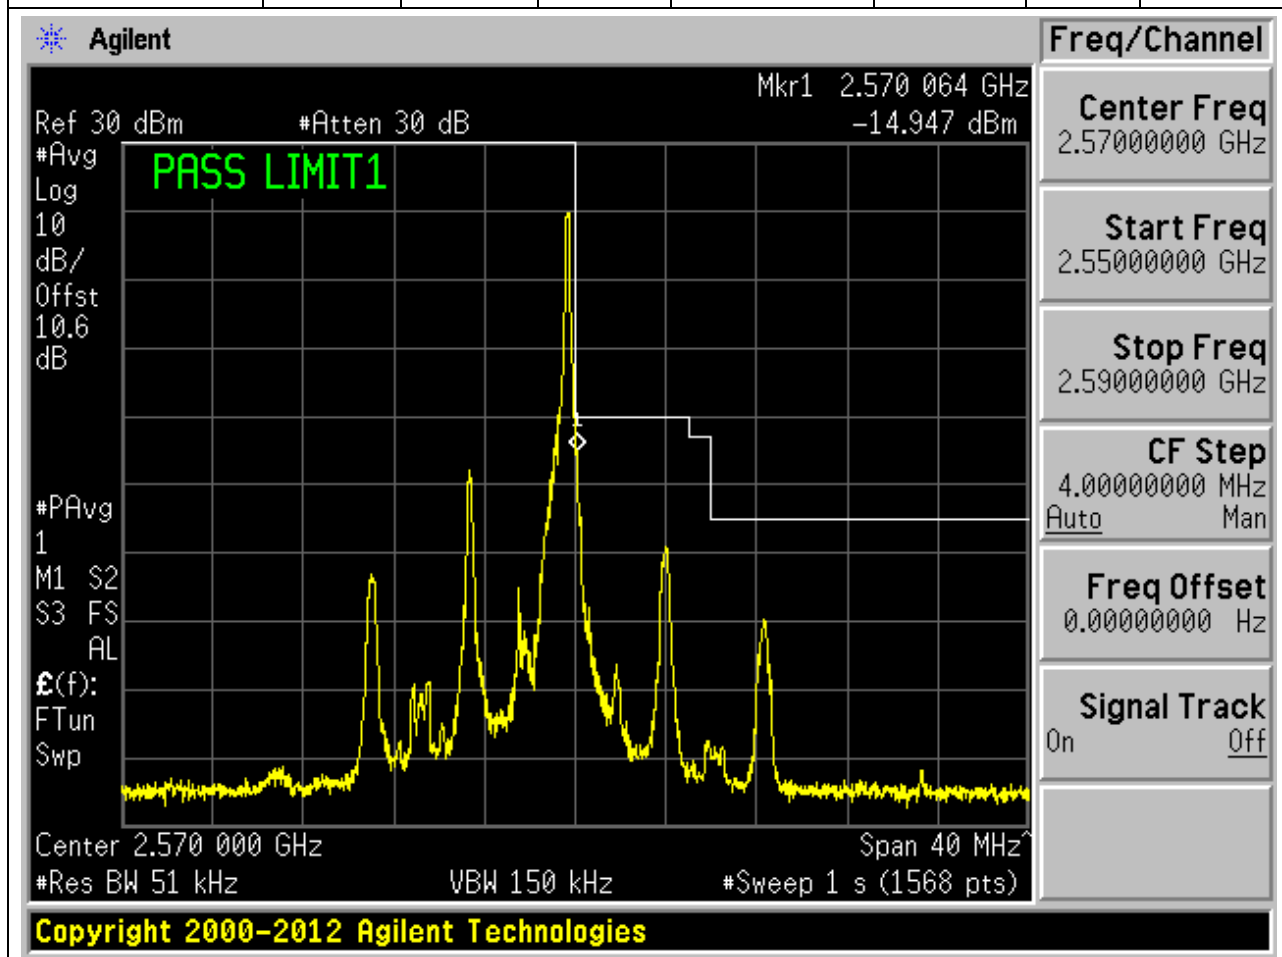 Agilent
Freq/Channel
Mkr1 2.570 064 GHz
Ref 30 dBm #Atten 30 dB -14.947 dBm
#Avg
Log
10
dB/
Offst
10.6
dB
PASS LIMIT1
1
#PAvg
1
M1 S2
S3 FS
AL
£(f):
FTun
Swp
Center 2.570 000 GHz Span 40 MHz^
#Res BW 51 kHz VBW 150 kHz #Sweep 1 s (1568 pts)
Center Freq
2.57000000 GHz
Start Freq
2.55000000 GHz
Stop Freq
2.59000000 GHz
CF Step
4.00000000 MHz
Auto Man
Freq Offset
0.00000000 Hz
Signal Track
On Off
Copyright 2000-2012 Agilent Technologies